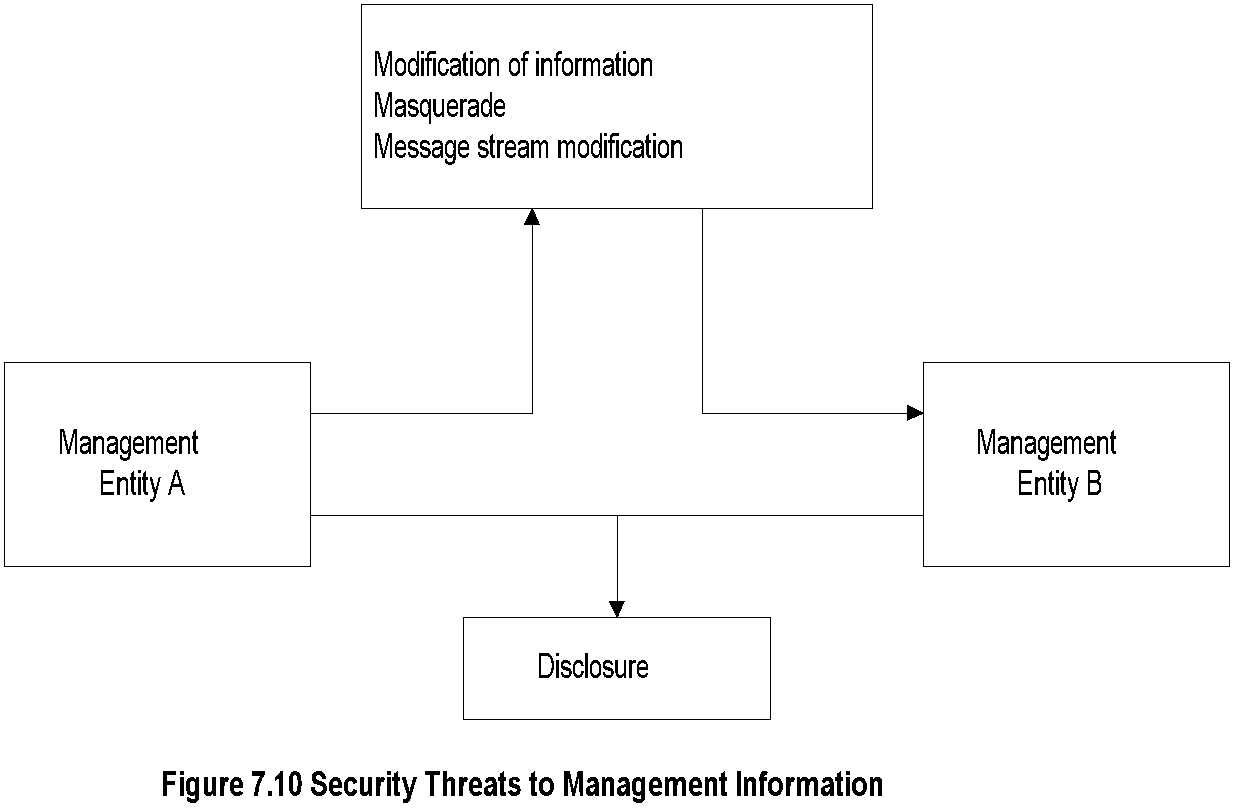 Modification of information
Masquerade
Message stream modification
Management
Entity A
Management
Entity B
Disclosure
Figure 7.10 Security Threats to Management Information